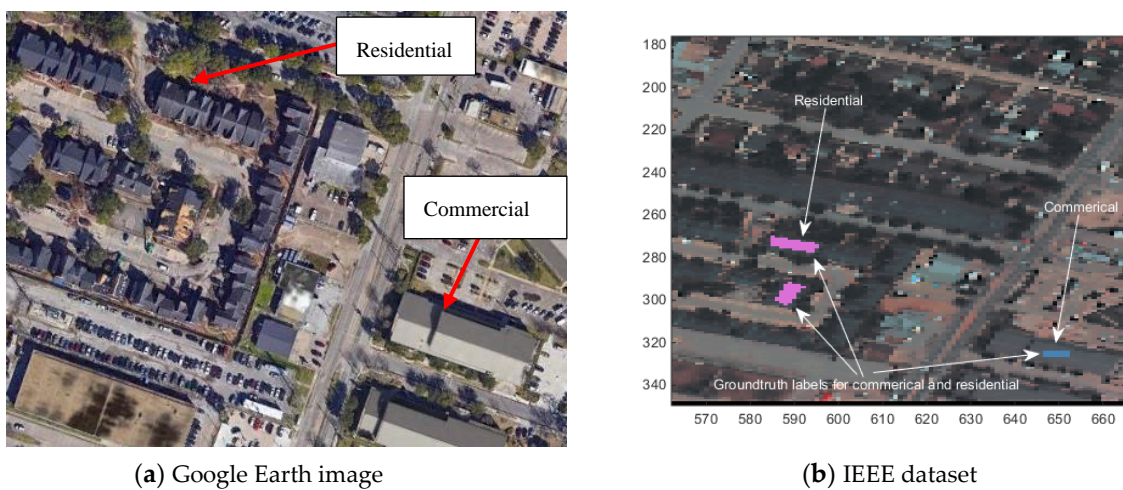 Residential
Commercial
(a) Google Earth image
180
200
220
240
260
280
300
320
340
Residential
Commerical
Groundtruth labels for commerical and residential
570 580 590 600 610 620 630 640 650 660
(b) IEEE dataset